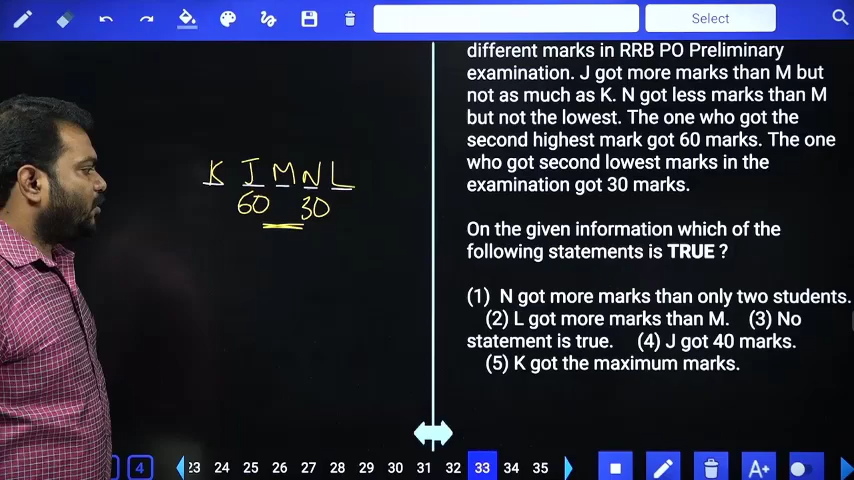 Select
different marks in RRB PO Preliminary
examination. J got more marks than M but
not as much as K. N got less marks than M
but not the lowest. The one who got the
second highest mark got 60 marks. The one
who got second lowest marks in the
examination got 30 marks.
On the given information which of the
following statements is TRUE ?
(1) N got more marks than only two students.
(2) L got more marks than M. (3) No
statement is true. (4) J got 40 marks.
(5) K got the maximum marks.
K J M N L
60 30
4 23 24 25 26 27 28 29 30 31 32 33 34 35 A+